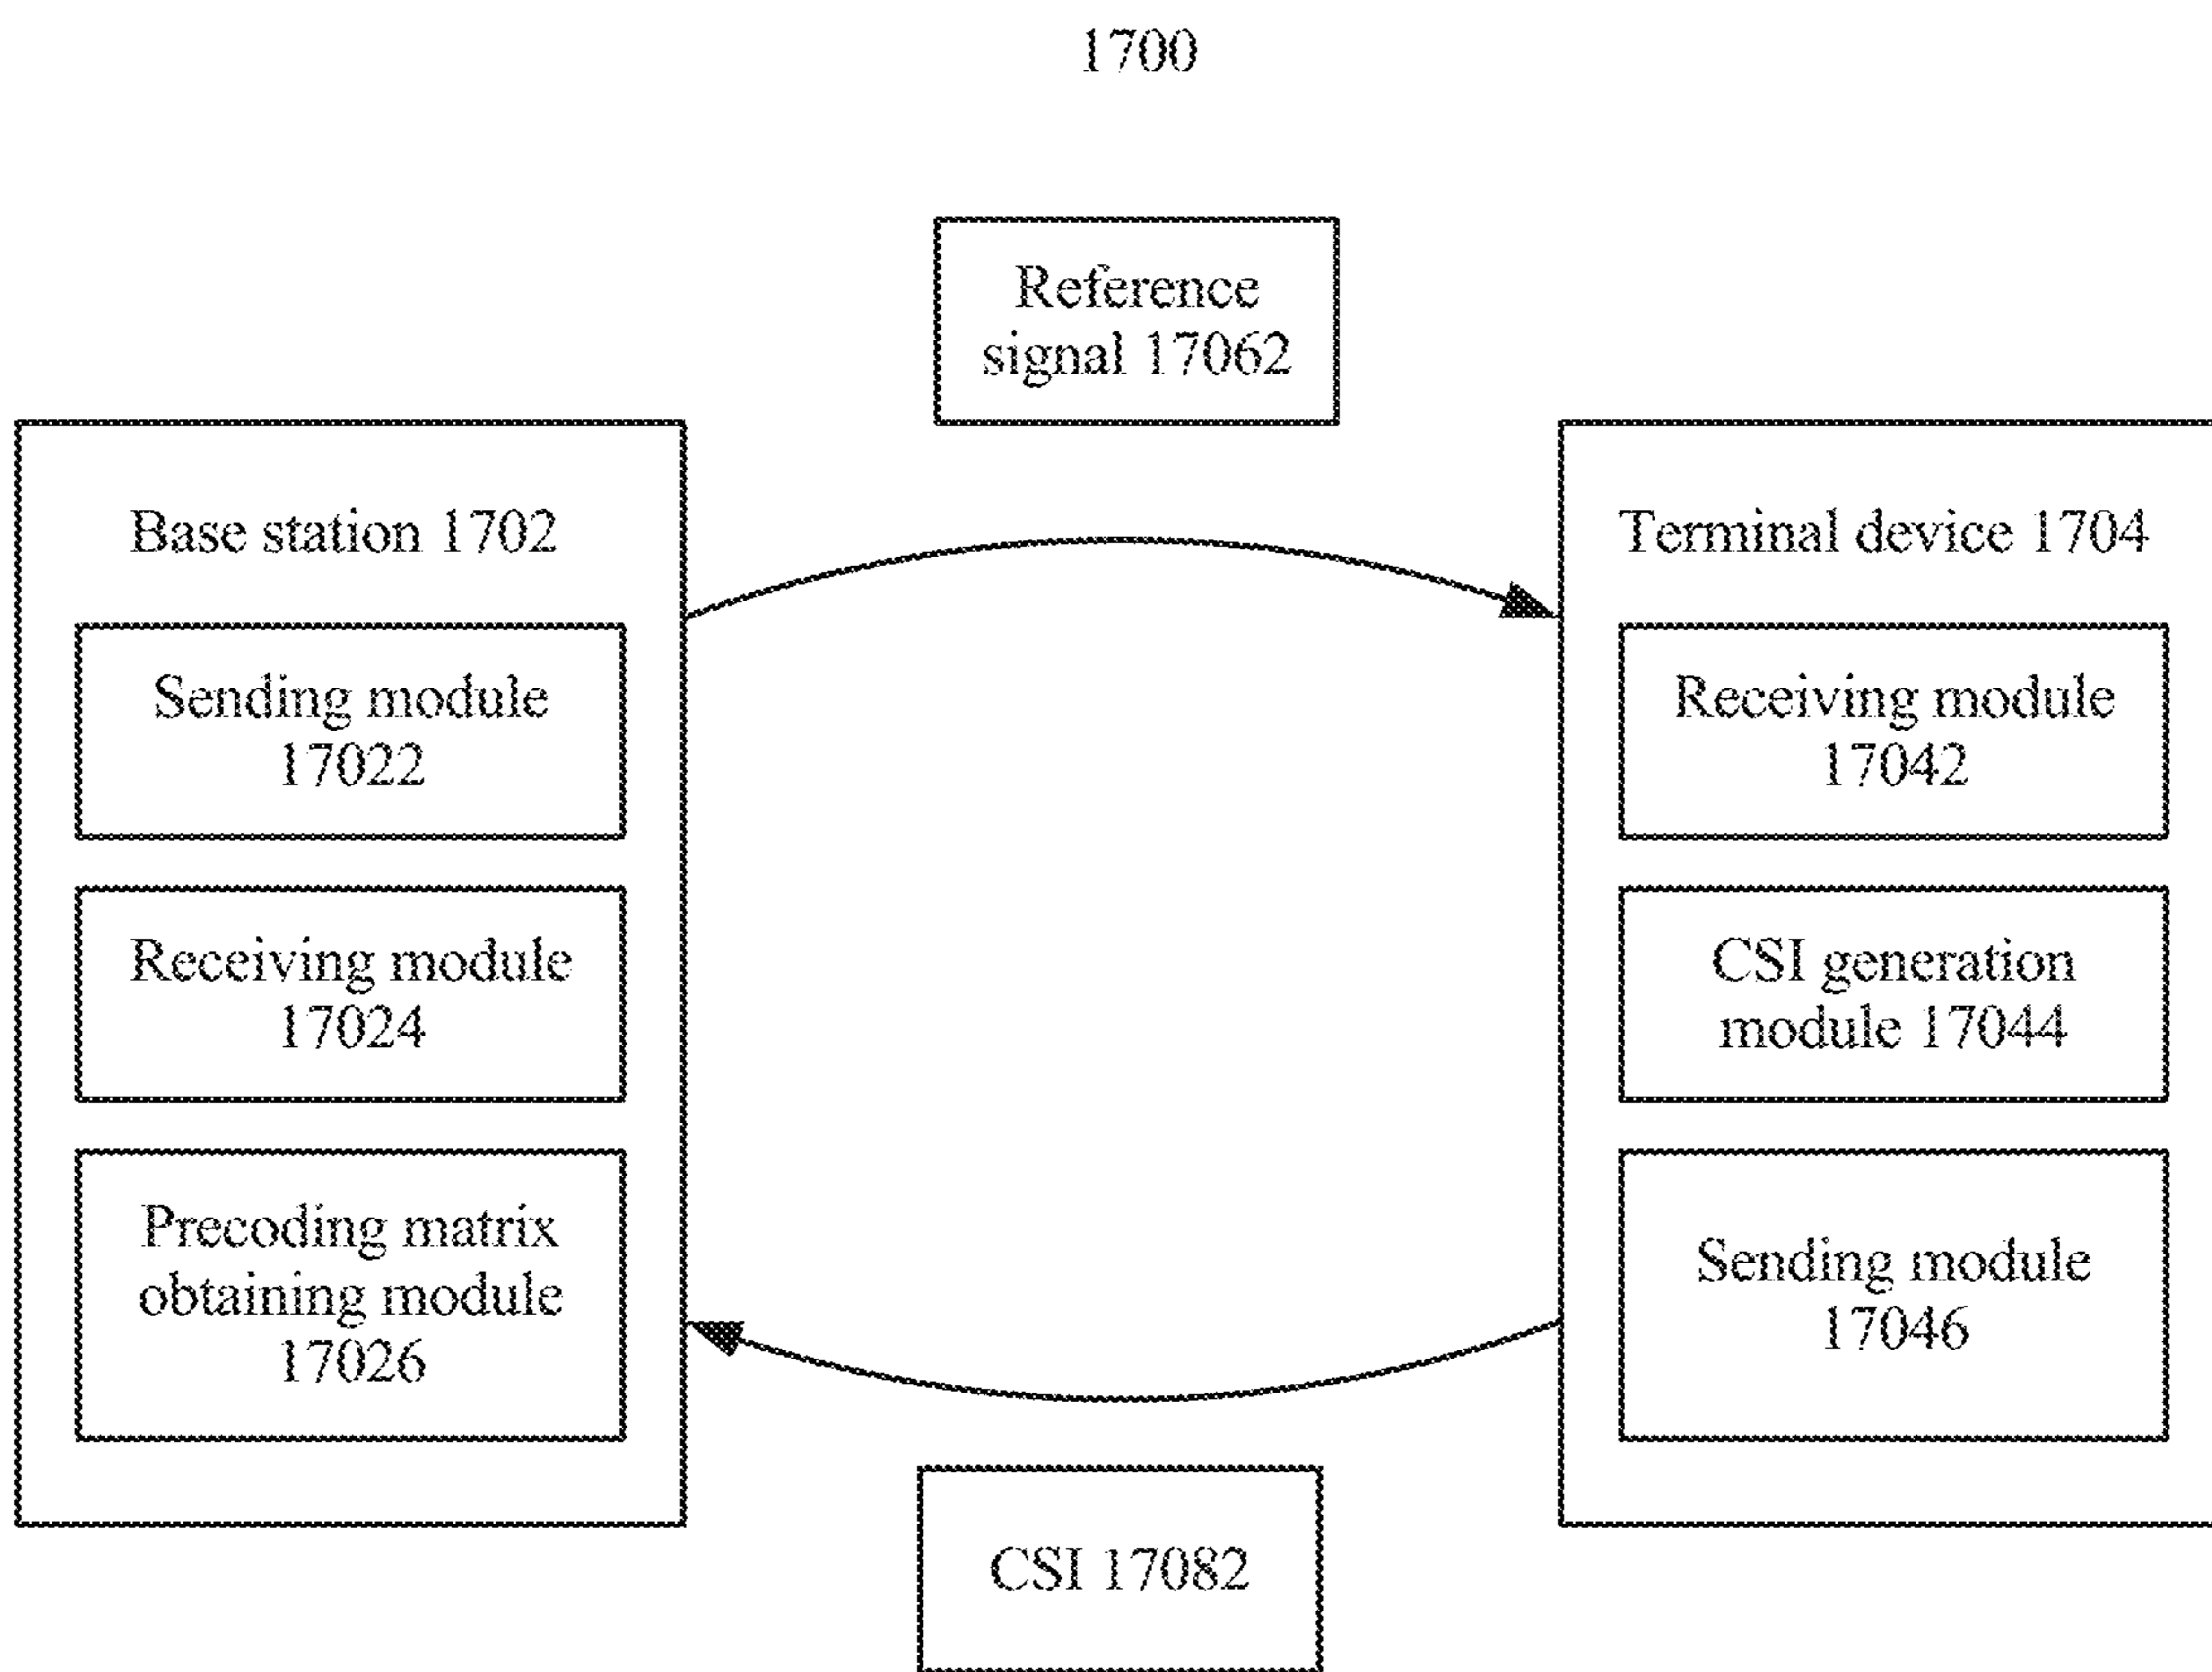 1700
Reference
signal 17062
Base station 1702
Sending module
17022
Receiving module
17024
Precoding matrix
obtaining module
17026
Terminal device 1704
Receiving module
17042
CSI generation
module 17044
Sending module
17046
CSI 17082